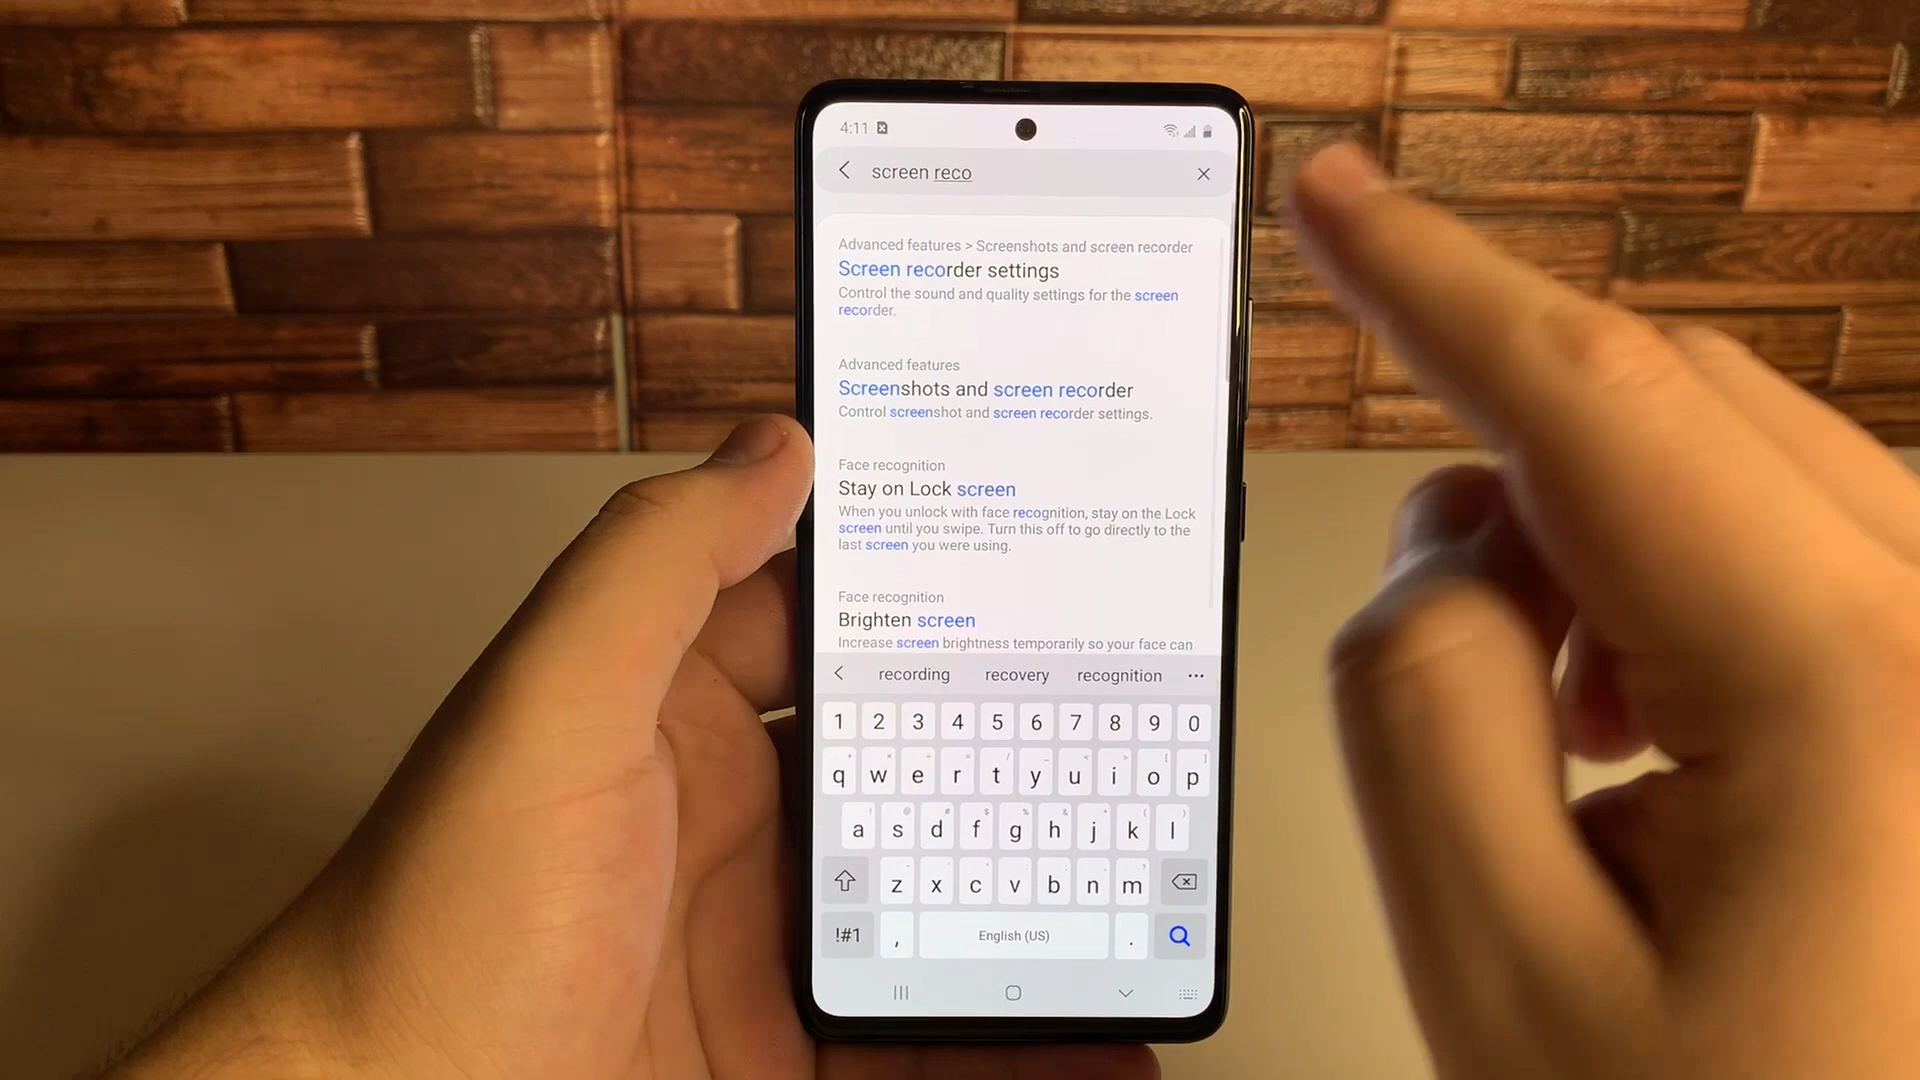 4:11
screen reco
Advanced features > Screenshots and screen recorder
Screen recorder settings
Control the sound and quality settings for the screen
recorder.
Advanced features
Screenshots and screen recorder
Control screenshot and screen recorder settings.
Face recognition
Stay on Lock screen
When you unlock with face recognition, stay on the Lock
screen until you swipe. Turn this off to go directly to the
last screen you were using.
Face recognition
Brighten screen
Increase screen brightness temporarily so your face can
recording recovery recognition
1 2 3 4 5 6 7 8 9 0
q w e r t y u i o p
a s d f g h j k l
z x c v b n m
!#1 , English (US) .